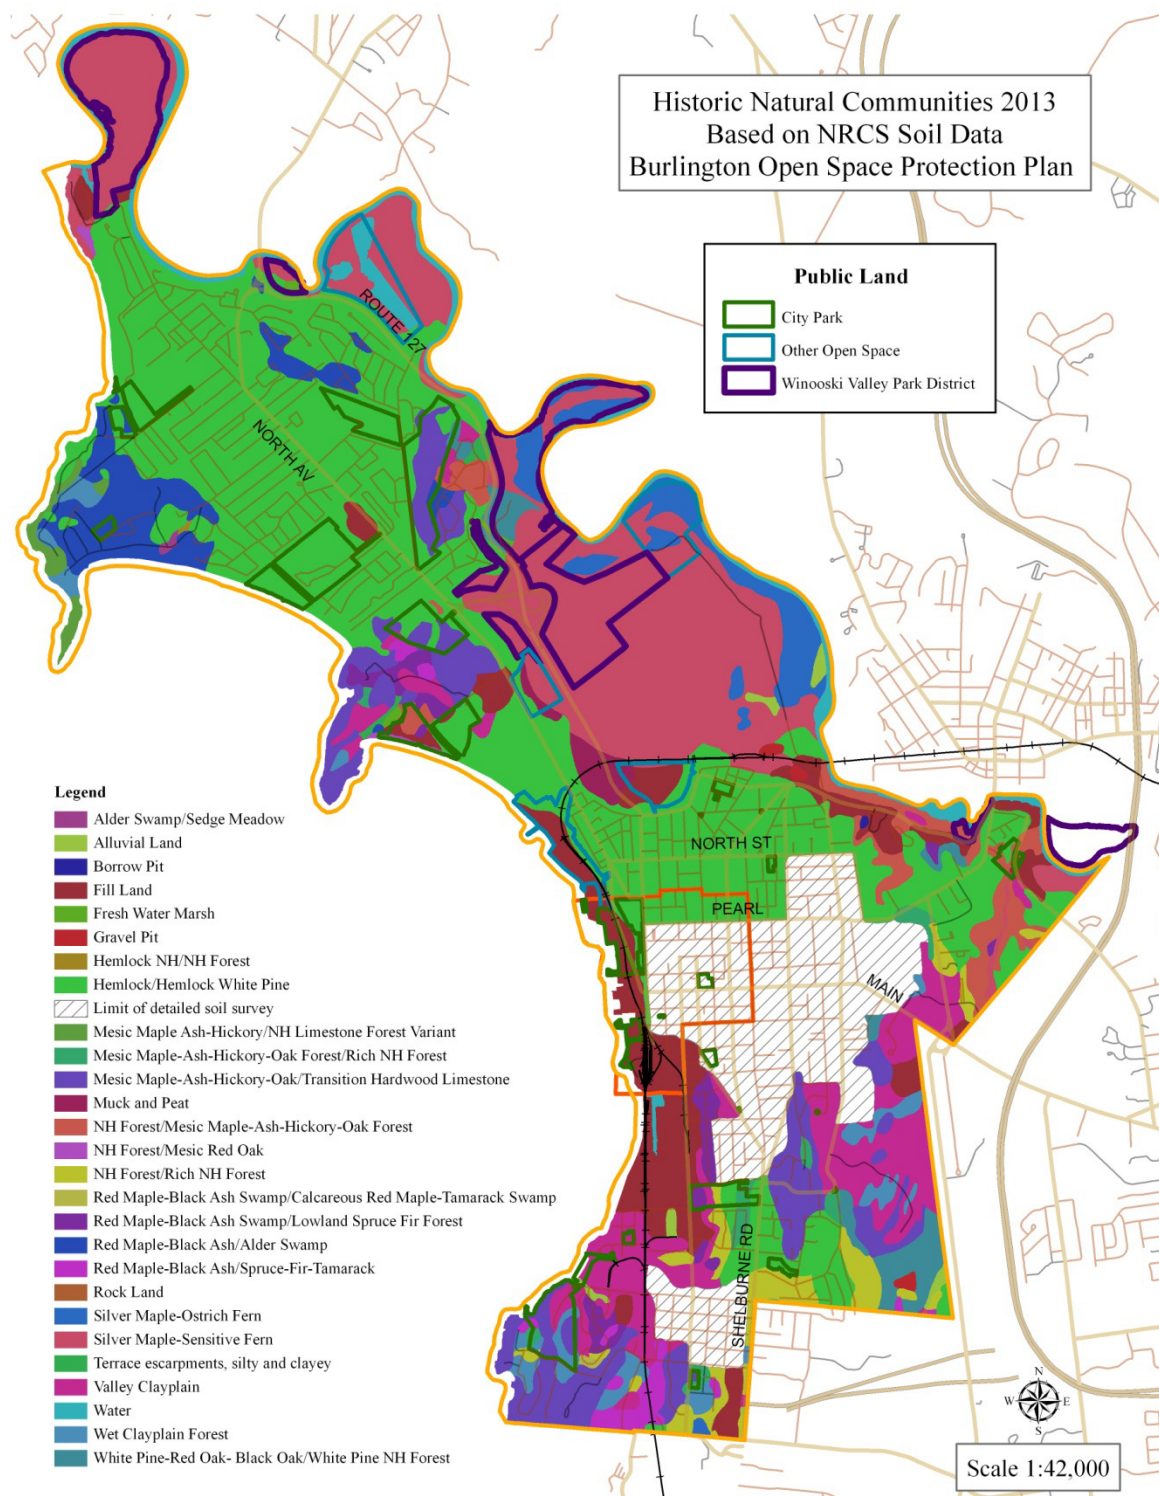 Historic Natural Communities 2013
Based on NRCS Soil Data
Burlington Open Space Protection Plan
Public Land
City Park
Other Open Space
Winooski Valley Park District
ROUTE 127
NORTH AV
NORTH ST
PEARL
MAIN
SHELBURNE RD
Legend
Alder Swamp/Sedge Meadow
Alluvial Land
Borrow Pit
Fill Land
Fresh Water Marsh
Gravel Pit
Hemlock NH/NH Forest
Hemlock/Hemlock White Pine
Limit of detailed soil survey
Mesic Maple Ash-Hickory/NH Limestone Forest Variant
Mesic Maple-Ash-Hickory-Oak Forest/Rich NH Forest
Mesic Maple-Ash-Hickory-Oak/Transition Hardwood Limestone
Muck and Peat
NH Forest/Mesic Maple-Ash-Hickory-Oak Forest
NH Forest/Mesic Red Oak
NH Forest/Rich NH Forest
Red Maple-Black Ash Swamp/Calcareous Red Maple-Tamarack Swamp
Red Maple-Black Ash Swamp/Lowland Spruce Fir Forest
Red Maple-Black Ash/Alder Swamp
Red Maple-Black Ash/Spruce-Fir-Tamarack
Rock Land
Silver Maple-Ostrich Fern
Silver Maple-Sensitive Fern
Terrace escarpments, silty and clayey
Valley Clayplain
Water
Wet Clayplain Forest
White Pine-Red Oak- Black Oak/White Pine NH Forest
N
W E
S
Scale 1:42,000